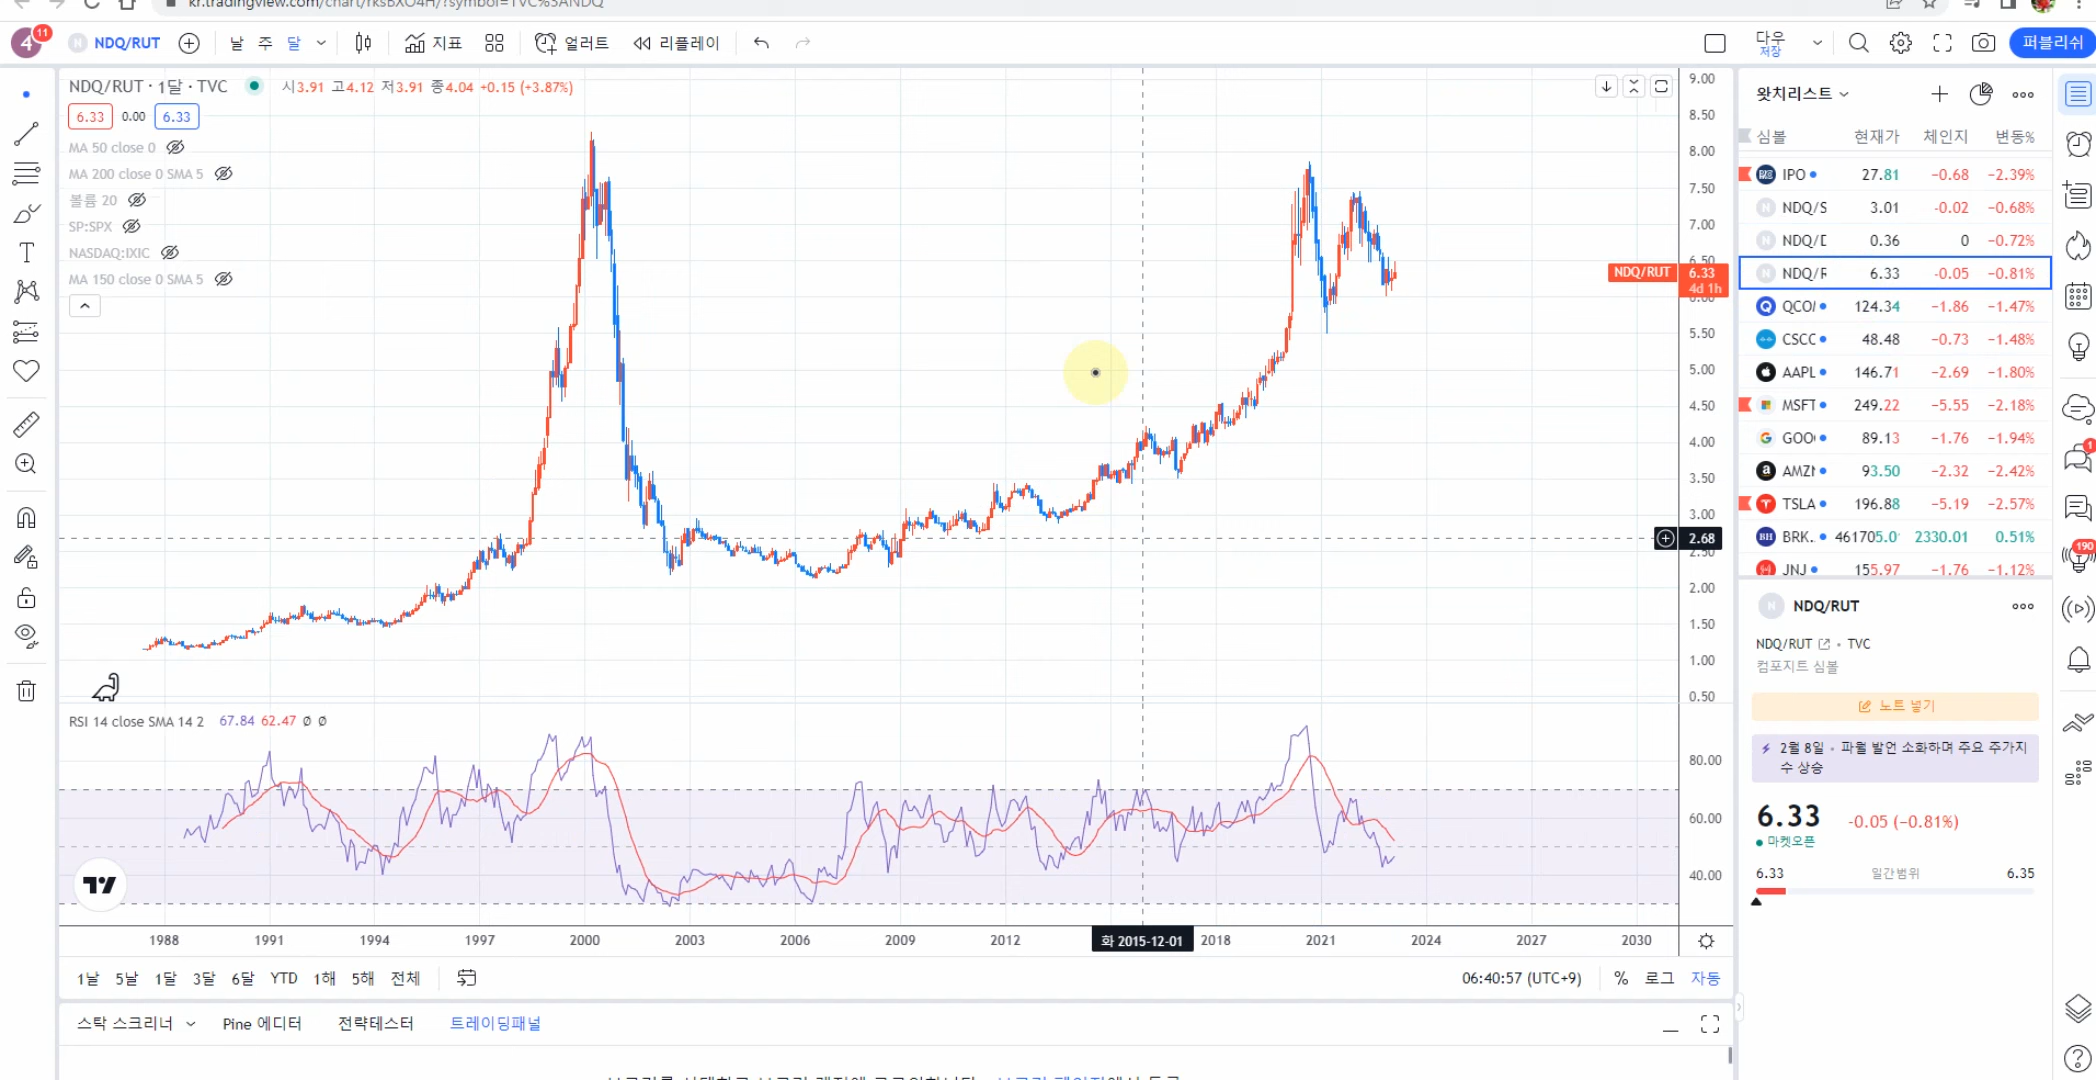 kr.tradingview.com/chart/rksBXO4H/?symbol=TVC%3ANDQ
4 11 NDQ/RUT 날 주 달 지표 얼러트 리플레이 다우 저장 퍼블리쉬
NDQ/RUT · 1달 · TVC 시3.91 고4.12 저3.91 종4.04 +0.15 (+3.87%)
6.33 0.00 6.33
MA 50 close 0
MA 200 close 0 SMA 5
볼륨 20
SP:SPX
NASDAQ:IXIC
MA 150 close 0 SMA 5
9.00
8.50
8.00
7.50
7.00
6.50
NDQ/RUT 6.33
4d 1h
6.00
5.50
5.00
4.50
4.00
3.50
3.00
2.68
2.50
2.00
1.50
1.00
0.50
RSI 14 close SMA 14 2 67.84 62.47 Ø Ø
80.00
60.00
40.00
1988 1991 1994 1997 2000 2003 2006 2009 2012 화 2015-12-01 2018 2021 2024 2027 2030
1날 5날 1달 3달 6달 YTD 1해 5해 전체 06:40:57 (UTC+9) % 로그 자동
스탁 스크리너 Pine 에디터 전략테스터 트레이딩패널
왓치리스트
심볼 현재가 체인지 변동%
IPO 27.81 −0.68 −2.39%
NDQ/S 3.01 −0.02 −0.68%
NDQ/D 0.36 0 −0.72%
NDQ/R 6.33 −0.05 −0.81%
QCO 124.34 −1.86 −1.47%
CSCC 48.48 −0.73 −1.48%
AAPL 146.71 −2.69 −1.80%
MSFT 249.22 −5.55 −2.18%
GOO 89.13 −1.76 −1.94%
AMZ 93.50 −2.32 −2.42%
TSLA 196.88 −5.19 −2.57%
BRK. 461705.0 2330.01 0.51%
JNJ 155.97 −1.76 −1.12%
NDQ/RUT
NDQ/RUT • TVC
컴포지트 심볼
노트 넣기
2월 8일 • 파월 발언 소화하며 주요 주가지
수 상승
6.33 −0.05 (−0.81%)
마켓오픈
6.33 일간범위 6.35
1
190